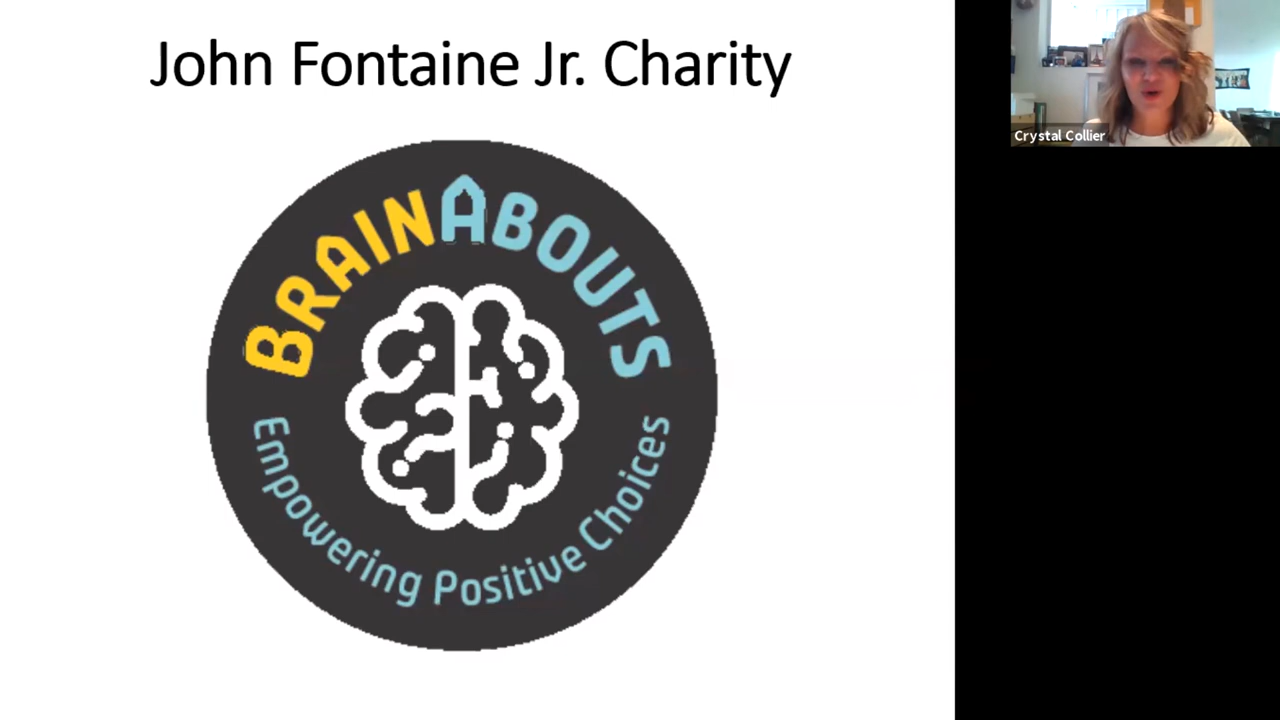 John Fontaine Jr. Charity
BRAINABOUTS
Empowering Positive Choices
Crystal Collier